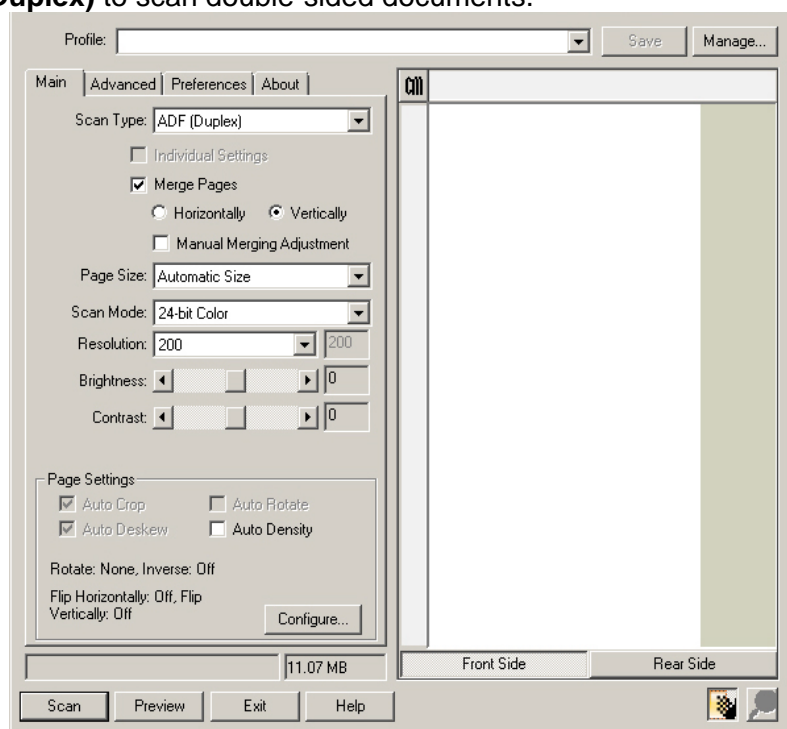 Duplex) to scan double-sided documents.
Profile: Save Manage...
Main Advanced Preferences About
Scan Type: ADF (Duplex)
Individual Settings
Merge Pages
Horizontally Vertically
Manual Merging Adjustment
Page Size: Automatic Size
Scan Mode: 24-bit Color
Resolution: 200 200
Brightness: 0
Contrast: 0
Page Settings
Auto Crop Auto Rotate
Auto Deskew Auto Density
Rotate: None, Inverse: Off
Flip Horizontally: Off, Flip
Vertically: Off
Configure...
11.07 MB
Front Side Rear Side
Scan Preview Exit Help